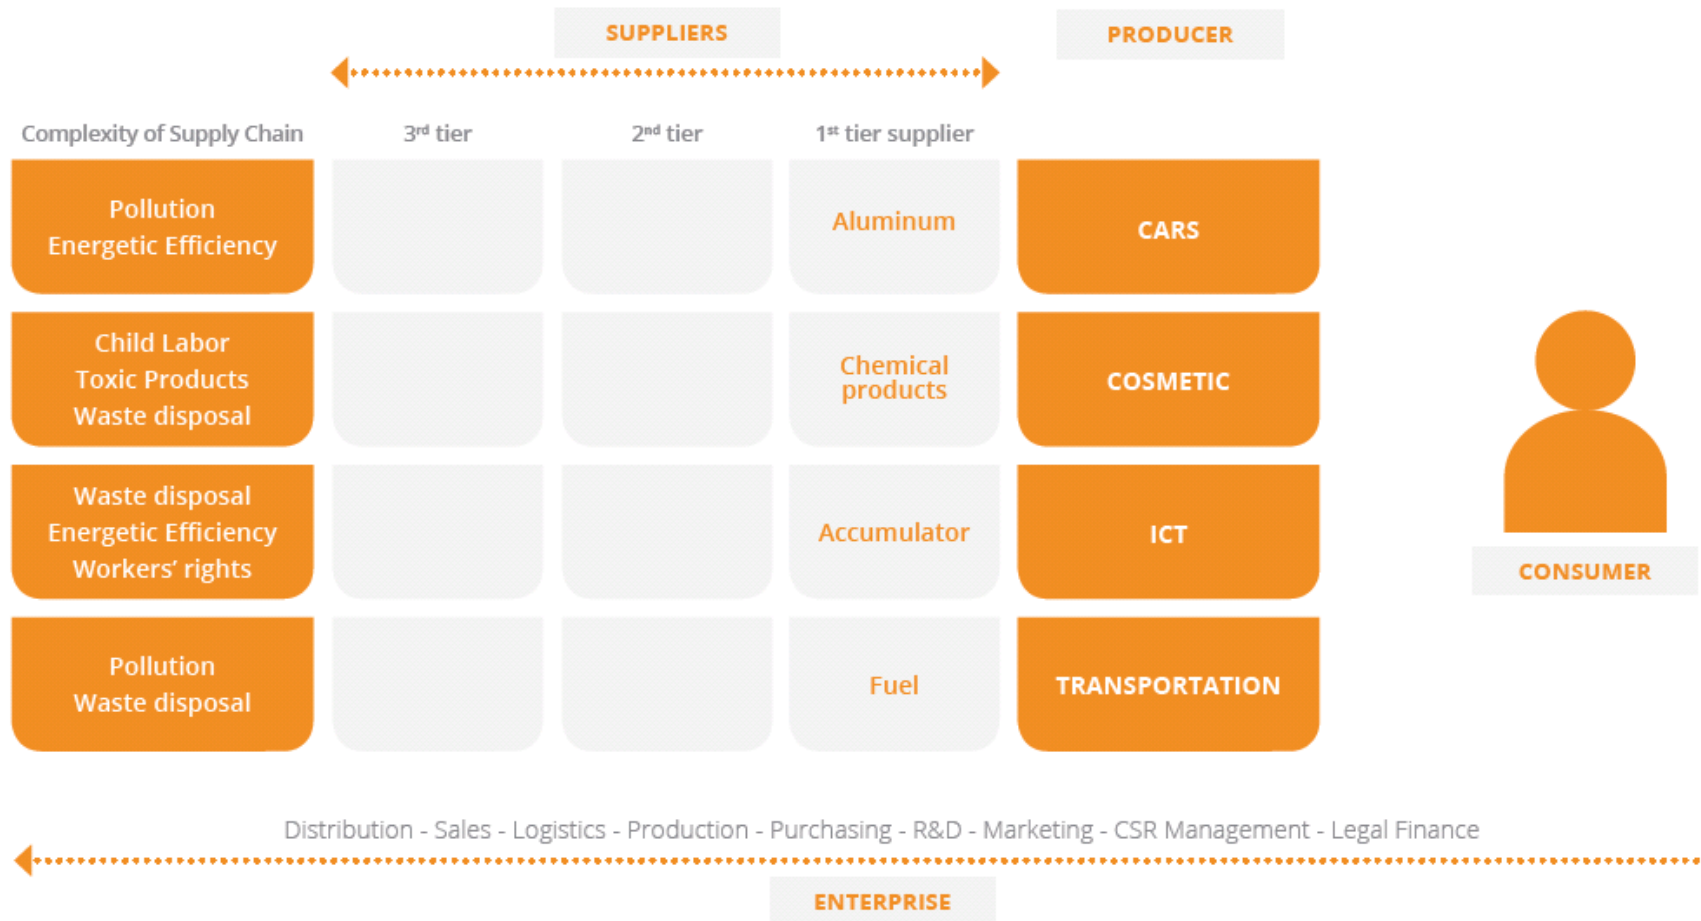 SUPPLIERS
PRODUCER
Complexity of Supply Chain
3rd tier
2nd tier
1st tier supplier
Pollution
Energetic Efficiency
Aluminum
CARS
Child Labor
Toxic Products
Waste disposal
Chemical
products
COSMETIC
Waste disposal
Energetic Efficiency
Workers’ rights
Accumulator
ICT
CONSUMER
Pollution
Waste disposal
Fuel
TRANSPORTATION
Distribution - Sales - Logistics - Production - Purchasing - R&D - Marketing - CSR Management - Legal Finance
ENTERPRISE